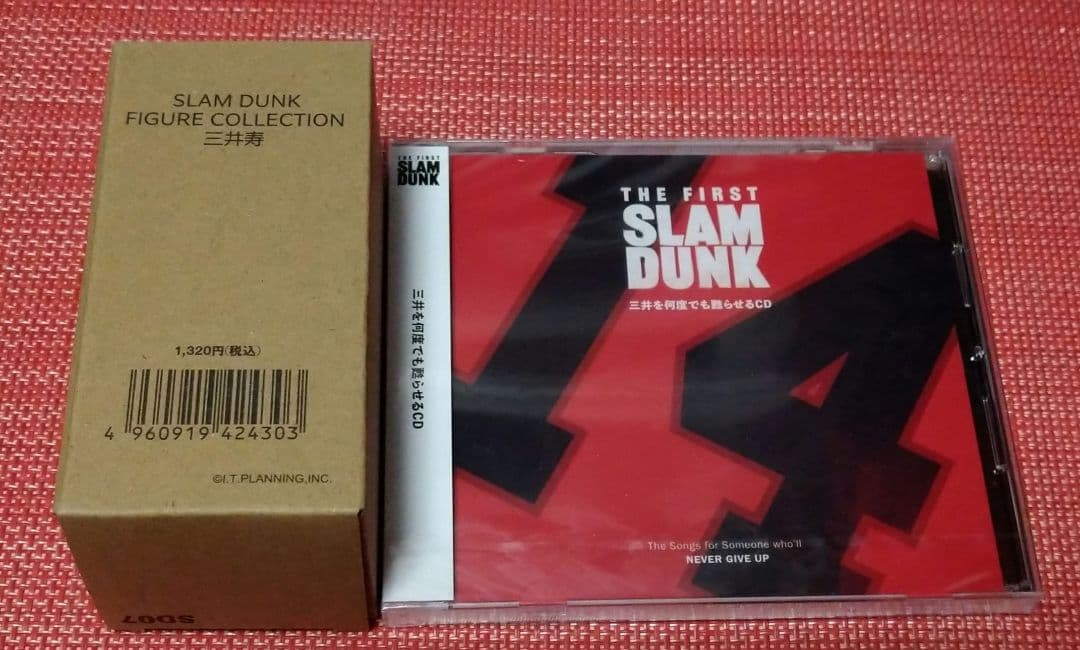 SLAM DUNK
FIGURE COLLECTION
三井寿
1,320円(税込)
4 960919 424303
©I.T.PLANNING,INC.
SD07
THE FIRST
SLAM
DUNK
三井を何度でも甦らせるCD
14
THE FIRST
SLAM
DUNK
三井を何度でも甦らせるCD
The Songs for Someone who'll
NEVER GIVE UP